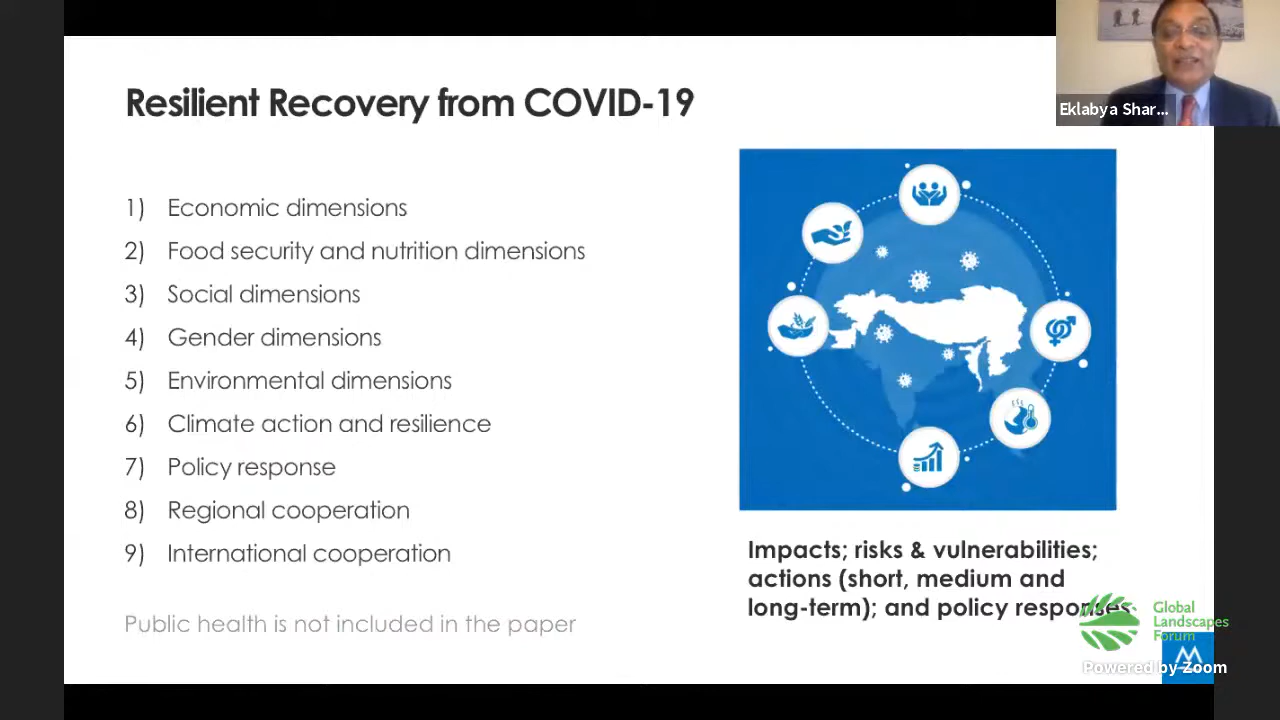 Resilient Recovery from COVID-19
Eklabya Shar...
1) Economic dimensions
2) Food security and nutrition dimensions
3) Social dimensions
4) Gender dimensions
5) Environmental dimensions
6) Climate action and resilience
7) Policy response
8) Regional cooperation
9) International cooperation
Public health is not included in the paper
Impacts; risks & vulnerabilities;
actions (short, medium and
long-term); and policy responses
Global
Landscapes
Forum
Powered by Zoom